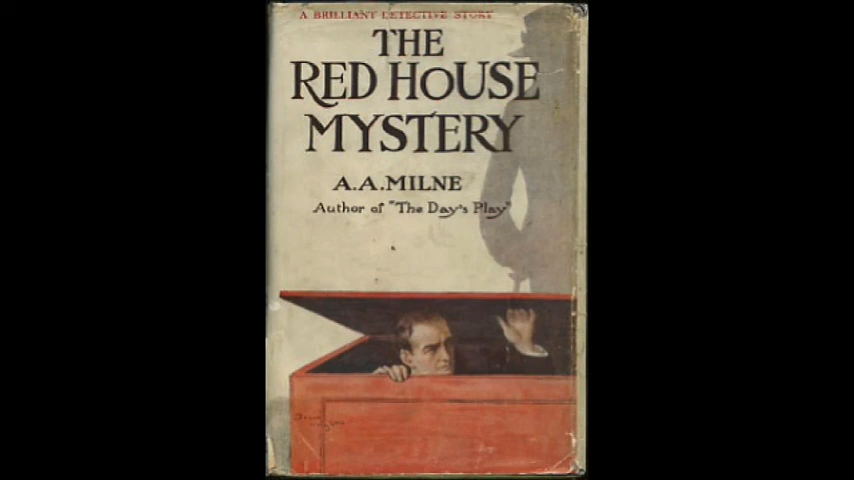 A BRILLIANT DETECTIVE STORY
THE
RED HOUSE
MYSTERY
A.A.MILNE
Author of "The Day's Play"